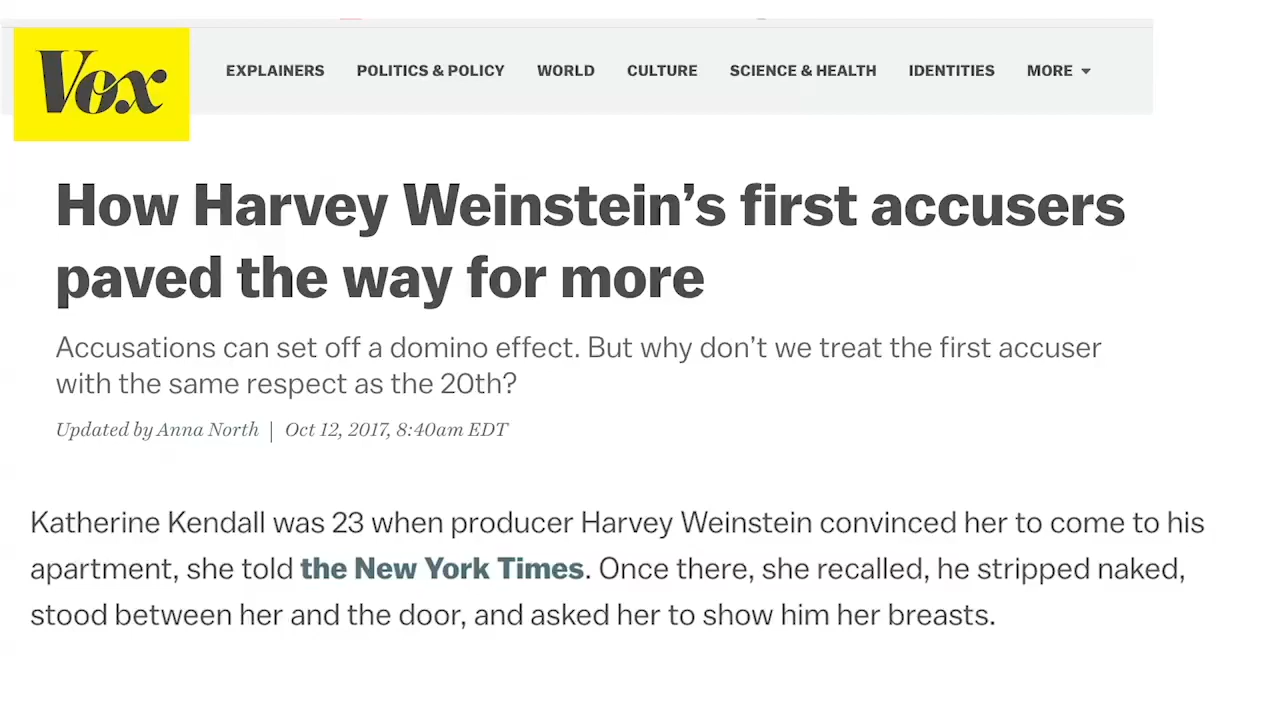 Vox
EXPLAINERS POLITICS & POLICY WORLD CULTURE SCIENCE & HEALTH IDENTITIES MORE
How Harvey Weinstein’s first accusers
paved the way for more
Accusations can set off a domino effect. But why don’t we treat the first accuser
with the same respect as the 20th?
Updated by Anna North | Oct 12, 2017, 8:40am EDT
Katherine Kendall was 23 when producer Harvey Weinstein convinced her to come to his
apartment, she told the New York Times. Once there, she recalled, he stripped naked,
stood between her and the door, and asked her to show him her breasts.